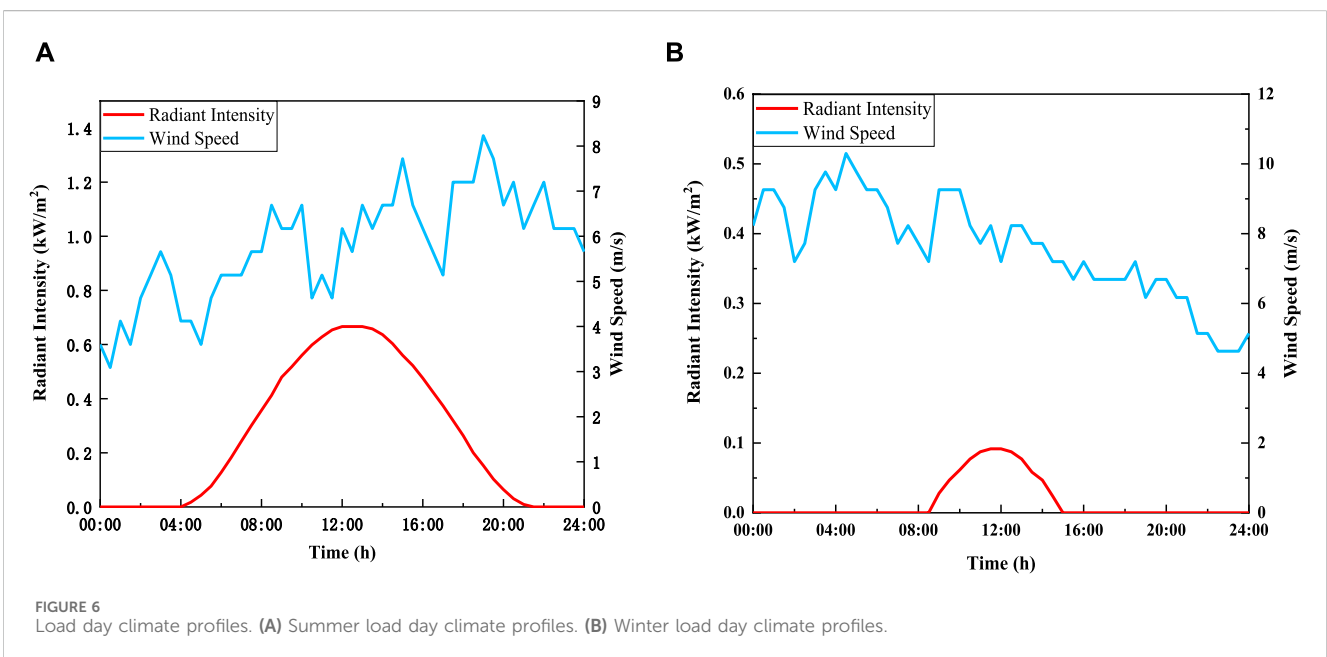 A
Radiant Intensity
Wind Speed
1.4
1.2
1.0
0.8
0.6
0.4
0.2
0.0
Radiant Intensity (kW/m²)
9
8
7
6
5
4
3
2
1
0
Wind Speed (m/s)
00:00 04:00 08:00 12:00 16:00 20:00 24:00
Time (h)
B
Radiant Intensity
Wind Speed
0.6
0.5
0.4
0.3
0.2
0.1
0.0
Radiant Intensity (kW/m²)
12
10
8
6
4
2
0
Wind Speed (m/s)
00:00 04:00 08:00 12:00 16:00 20:00 24:00
Time (h)
FIGURE 6
Load day climate profiles. (A) Summer load day climate profiles. (B) Winter load day climate profiles.